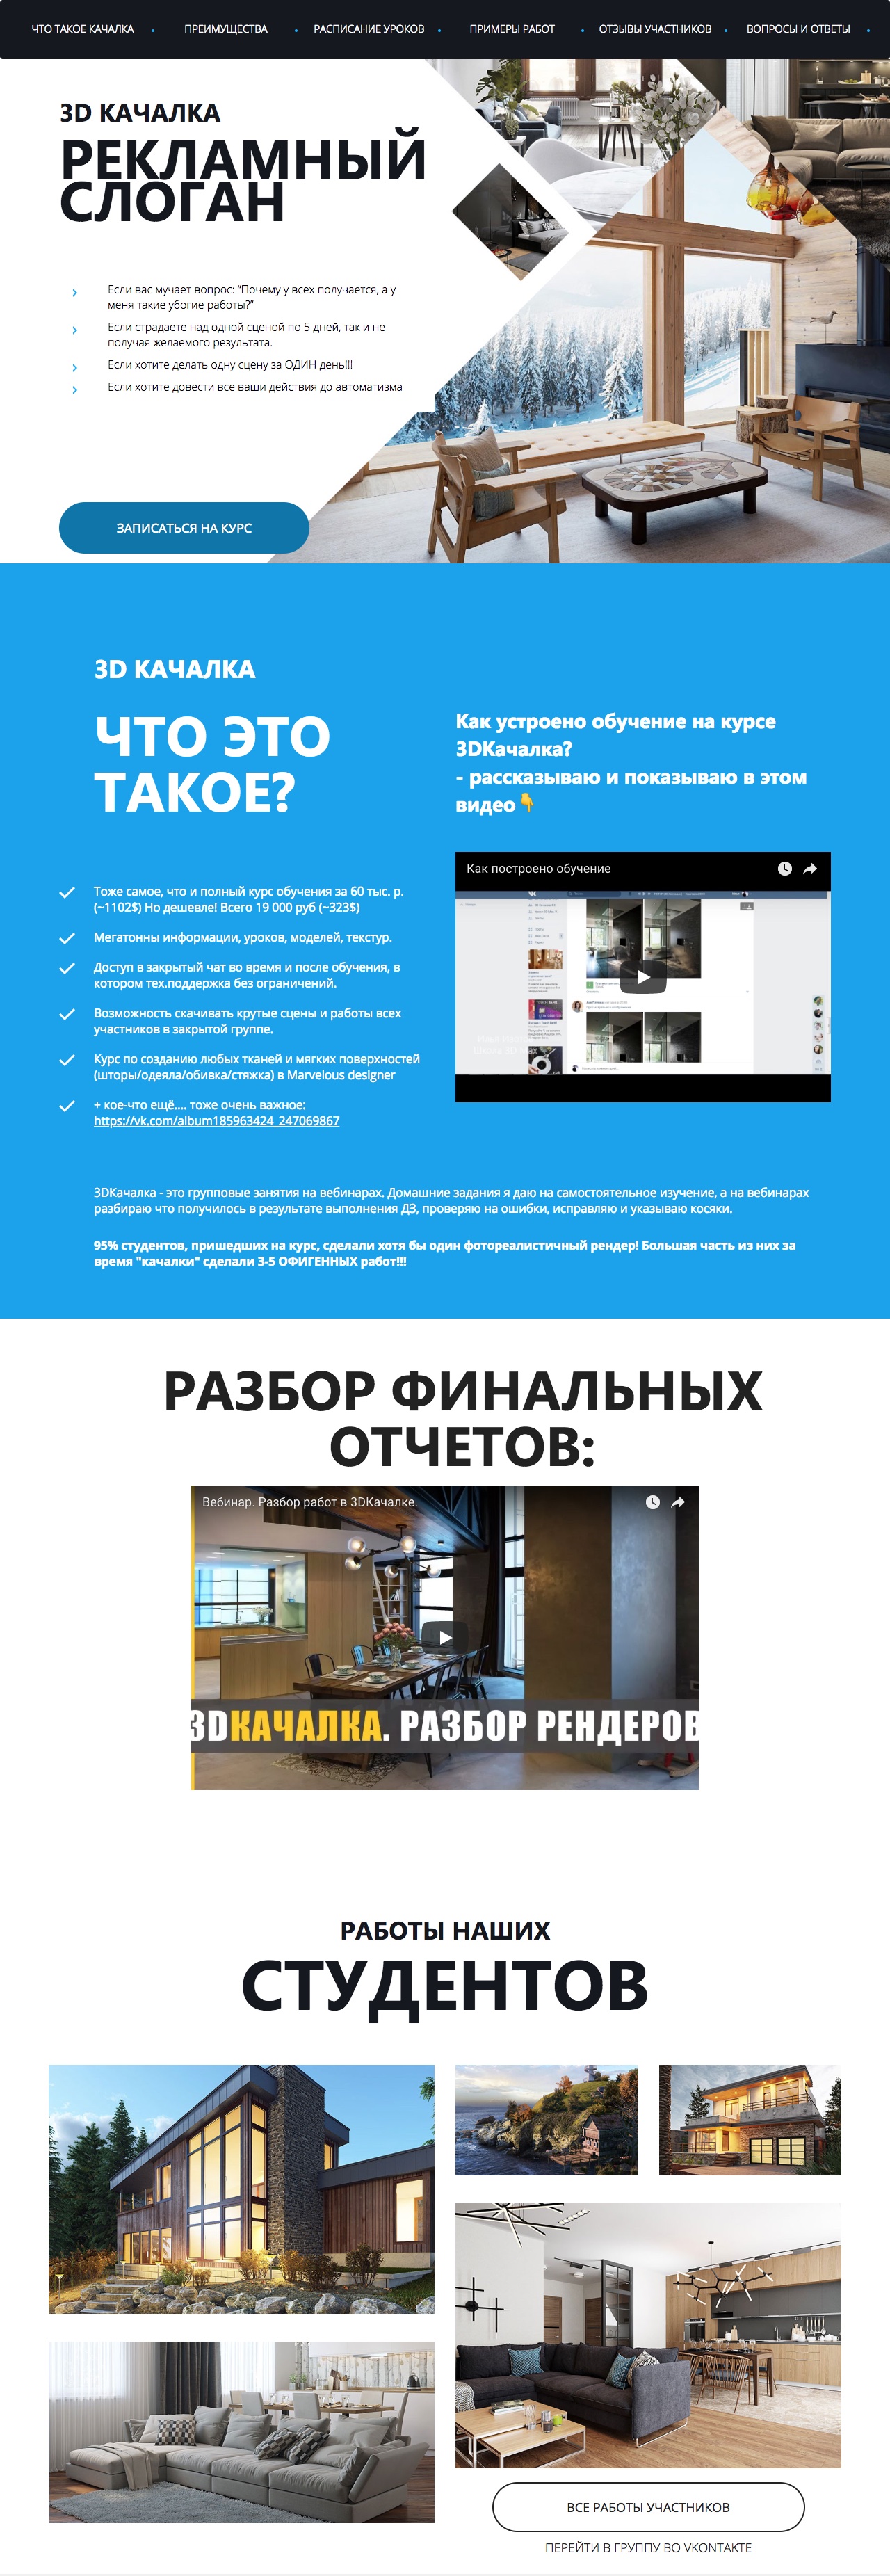 ЧТО ТАКОЕ КАЧАЛКА
ПРЕИМУЩЕСТВА
РАСПИСАНИЕ УРОКОВ
ПРИМЕРЫ РАБОТ
ОТЗЫВЫ УЧАСТНИКОВ
ВОПРОСЫ И ОТВЕТЫ
3D КАЧАЛКА
РЕКЛАМНЫЙ
СЛОГАН
Если вас мучает вопрос: “Почему у всех получается, а у
меня такие убогие работы?”
Если страдаете над одной сценой по 5 дней, так и не
получая желаемого результата.
Если хотите делать одну сцену за ОДИН день!!!
Если хотите довести все ваши действия до автоматизма
ЗАПИСАТЬСЯ НА КУРС
3D КАЧАЛКА
ЧТО ЭТО
ТАКОЕ?
Тоже самое, что и полный курс обучения за 60 тыс. р.
(~1102$) Но дешевле! Всего 19 000 руб (~323$)
Мегатонны информации, уроков, моделей, текстур.
Доступ в закрытый чат во время и после обучения, в
котором тех.поддержка без ограничений.
Возможность скачивать крутые сцены и работы всех
участников в закрытой группе.
Курс по созданию любых тканей и мягких поверхностей
(шторы/одеяла/обивка/стяжка) в Marvelous designer
+ кое-что ещё.... тоже очень важное:
https://vk.com/album185963424_247069867
Как устроено обучение на курсе
3DКачалка?
- рассказываю и показываю в этом
видео👇
Как построено обучение
3DКачалка - это групповые занятия на вебинарах. Домашние задания я даю на самостоятельное изучение, а на вебинарах
разбираю что получилось в результате выполнения ДЗ, проверяю на ошибки, исправляю и указываю косяки.
95% студентов, пришедших на курс, сделали хотя бы один фотореалистичный рендер! Большая часть из них за
время "качалки" сделали 3-5 ОФИГЕННЫХ работ!!!
РАЗБОР ФИНАЛЬНЫХ
ОТЧЕТОВ:
Вебинар. Разбор работ в 3DКачалке.
3DКАЧАЛКА. РАЗБОР РЕНДЕРОВ
РАБОТЫ НАШИХ
СТУДЕНТОВ
ВСЕ РАБОТЫ УЧАСТНИКОВ
ПЕРЕЙТИ В ГРУППУ ВО VKONTAKTE